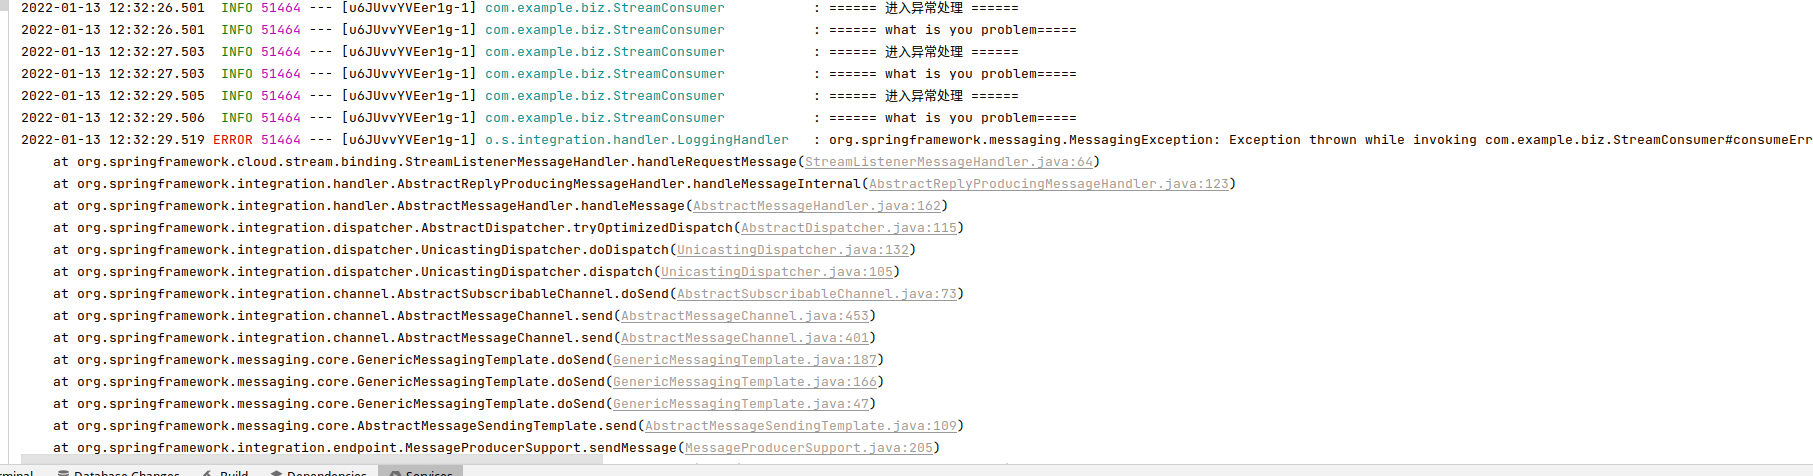 2022-01-13 12:32:26.501  INFO 51464 --- [u6JUvvYVEer1g-1] com.example.biz.StreamConsumer           : ====== 进入异常处理 ======
2022-01-13 12:32:26.501  INFO 51464 --- [u6JUvvYVEer1g-1] com.example.biz.StreamConsumer           : ====== what is you problem=====
2022-01-13 12:32:27.503  INFO 51464 --- [u6JUvvYVEer1g-1] com.example.biz.StreamConsumer           : ====== 进入异常处理 ======
2022-01-13 12:32:27.503  INFO 51464 --- [u6JUvvYVEer1g-1] com.example.biz.StreamConsumer           : ====== what is you problem=====
2022-01-13 12:32:29.505  INFO 51464 --- [u6JUvvYVEer1g-1] com.example.biz.StreamConsumer           : ====== 进入异常处理 ======
2022-01-13 12:32:29.506  INFO 51464 --- [u6JUvvYVEer1g-1] com.example.biz.StreamConsumer           : ====== what is you problem=====
2022-01-13 12:32:29.519 ERROR 51464 --- [u6JUvvYVEer1g-1] o.s.integration.handler.LoggingHandler   : org.springframework.messaging.MessagingException: Exception thrown while invoking com.example.biz.StreamConsumer#consumeErr
    at org.springframework.cloud.stream.binding.StreamListenerMessageHandler.handleRequestMessage(StreamListenerMessageHandler.java:64)
    at org.springframework.integration.handler.AbstractReplyProducingMessageHandler.handleMessageInternal(AbstractReplyProducingMessageHandler.java:123)
    at org.springframework.integration.handler.AbstractMessageHandler.handleMessage(AbstractMessageHandler.java:162)
    at org.springframework.integration.dispatcher.AbstractDispatcher.tryOptimizedDispatch(AbstractDispatcher.java:115)
    at org.springframework.integration.dispatcher.UnicastingDispatcher.doDispatch(UnicastingDispatcher.java:132)
    at org.springframework.integration.dispatcher.UnicastingDispatcher.dispatch(UnicastingDispatcher.java:105)
    at org.springframework.integration.channel.AbstractSubscribableChannel.doSend(AbstractSubscribableChannel.java:73)
    at org.springframework.integration.channel.AbstractMessageChannel.send(AbstractMessageChannel.java:453)
    at org.springframework.integration.channel.AbstractMessageChannel.send(AbstractMessageChannel.java:401)
    at org.springframework.messaging.core.GenericMessagingTemplate.doSend(GenericMessagingTemplate.java:187)
    at org.springframework.messaging.core.GenericMessagingTemplate.doSend(GenericMessagingTemplate.java:166)
    at org.springframework.messaging.core.GenericMessagingTemplate.doSend(GenericMessagingTemplate.java:47)
    at org.springframework.messaging.core.AbstractMessageSendingTemplate.send(AbstractMessageSendingTemplate.java:109)
    at org.springframework.integration.endpoint.MessageProducerSupport.sendMessage(MessageProducerSupport.java:205)
rminal Database Changes Build Dependencies Services